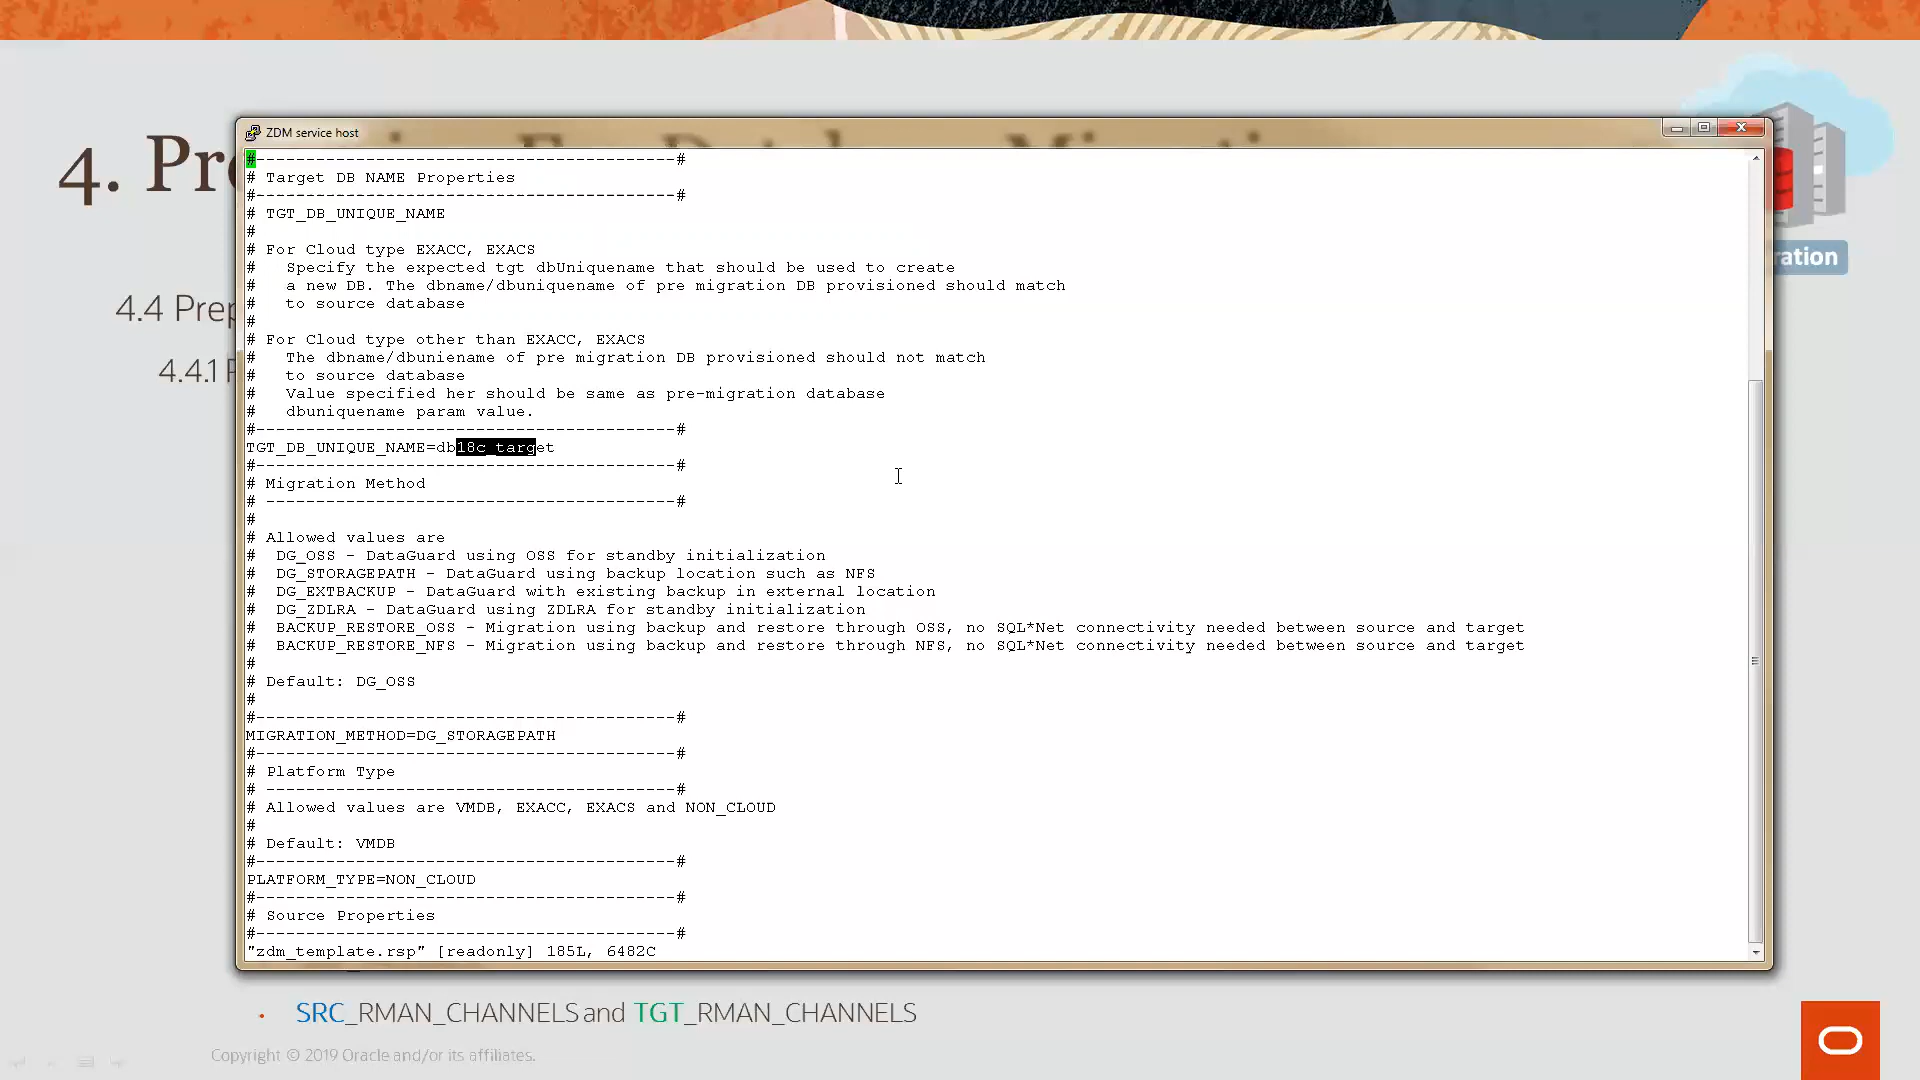 4. Pre
4.4 Prep
4.4.1
ration
ZDM service host
#------------------------------------------#
# Target DB NAME Properties
#------------------------------------------#
# TGT_DB_UNIQUE_NAME
#
# For Cloud type EXACC, EXACS
#   Specify the expected tgt dbUniquename that should be used to create
#   a new DB. The dbname/dbuniquename of pre migration DB provisioned should match
#   to source database
#
# For Cloud type other than EXACC, EXACS
#   The dbname/dbuniename of pre migration DB provisioned should not match
#   to source database
#   Value specified her should be same as pre-migration database
#   dbuniquename param value.
#------------------------------------------#
TGT_DB_UNIQUE_NAME=db18c_target
#------------------------------------------#
# Migration Method
# -----------------------------------------#
#
# Allowed values are
#  DG_OSS - DataGuard using OSS for standby initialization
#  DG_STORAGEPATH - DataGuard using backup location such as NFS
#  DG_EXTBACKUP - DataGuard with existing backup in external location
#  DG_ZDLRA - DataGuard using ZDLRA for standby initialization
#  BACKUP_RESTORE_OSS - Migration using backup and restore through OSS, no SQL*Net connectivity needed between source and target
#  BACKUP_RESTORE_NFS - Migration using backup and restore through NFS, no SQL*Net connectivity needed between source and target
#
# Default: DG_OSS
#
#------------------------------------------#
MIGRATION_METHOD=DG_STORAGEPATH
#------------------------------------------#
# Platform Type
# -----------------------------------------#
# Allowed values are VMDB, EXACC, EXACS and NON_CLOUD
#
# Default: VMDB
#------------------------------------------#
PLATFORM_TYPE=NON_CLOUD
#------------------------------------------#
# Source Properties
#------------------------------------------#
"zdm_template.rsp" [readonly] 185L, 6482C
• SRC_RMAN_CHANNELS and TGT_RMAN_CHANNELS
Copyright © 2019 Oracle and/or its affiliates.